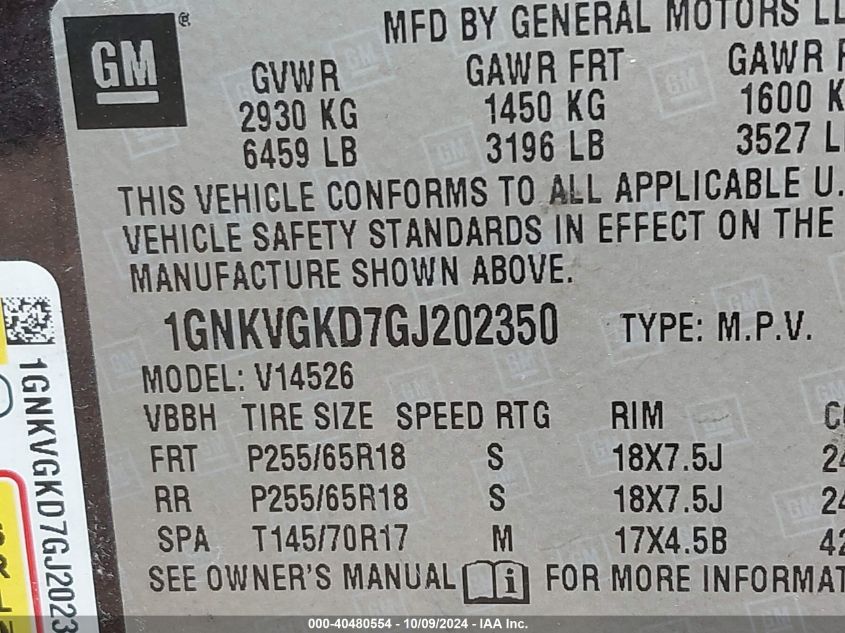 GM ®
MFD BY GENERAL MOTORS
GVWR GAWR FRT GAWR
2930 KG 1450 KG 1600
6459 LB 3196 LB 3527
THIS VEHICLE CONFORMS TO ALL APPLICABLE U.
VEHICLE SAFETY STANDARDS IN EFFECT ON THE
MANUFACTURE SHOWN ABOVE.
1GNKVGKD7GJ202350 TYPE: M.P.V.
MODEL: V14526
VBBH TIRE SIZE SPEED RTG RIM
FRT P255/65R18 S 18X7.5J
RR P255/65R18 S 18X7.5J
SPA T145/70R17 M 17X4.5B
SEE OWNER'S MANUAL i FOR MORE
1GNKVGKD7GJ2023
000-40480554 - 10/09/2024 - IAA Inc.